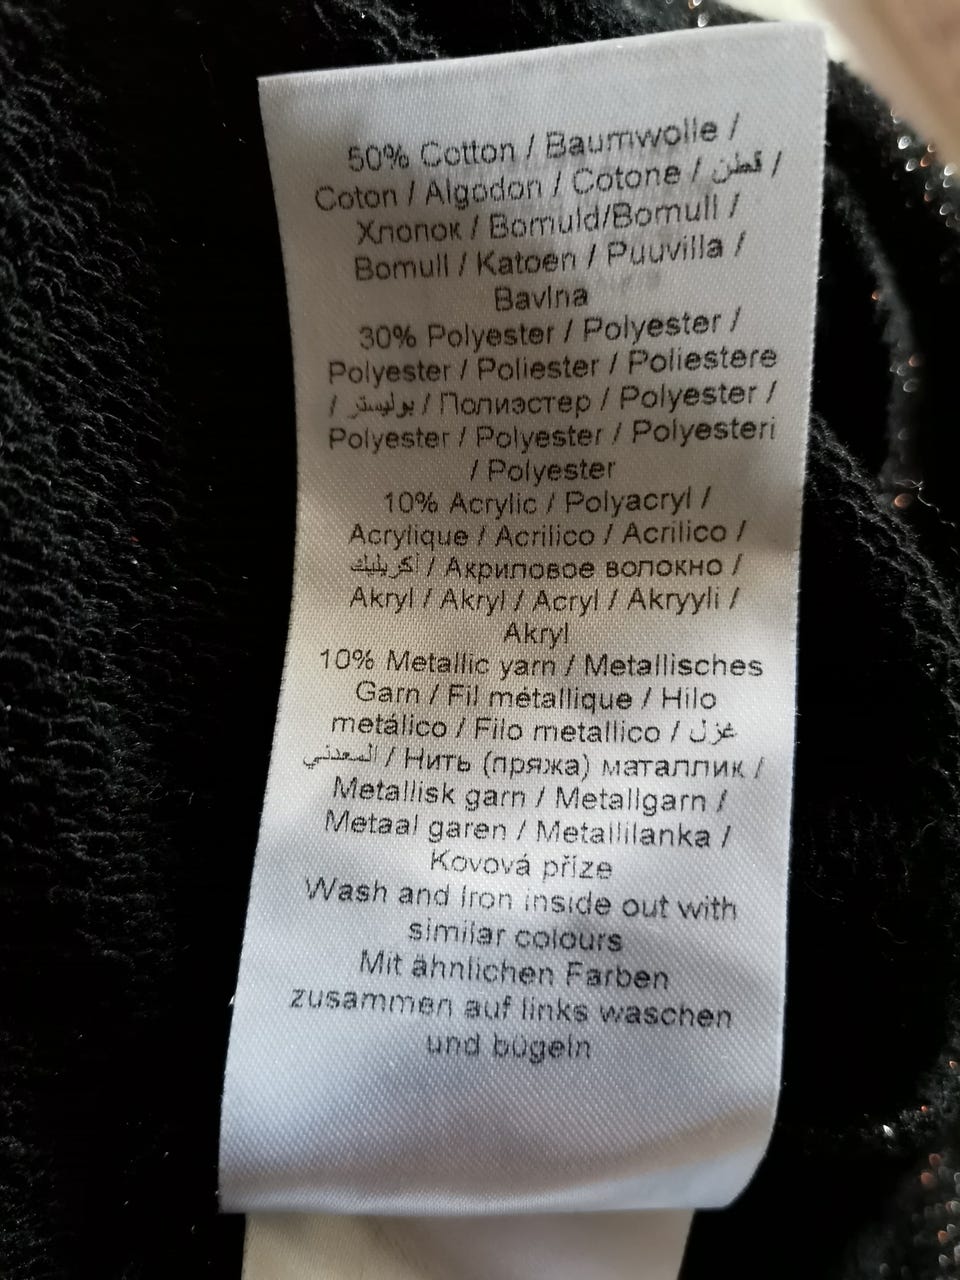 50% Cotton / Baumwolle /
Coton / Algodon / Cotone / قطن /
Хлопок / Bomuld/Bomull /
Bomull / Katoen / Puuvilla /
Bavlna
30% Polyester / Polyester /
Polyester / Poliester / Poliestere
/ بوليستر / Полиэстер / Polyester /
Polyester / Polyester / Polyesteri
/ Polyester
10% Acrylic / Polyacryl /
Acrylique / Acrilico / Acrilico /
أكريليك / Акриловое волокно /
Akryl / Akryl / Acryl / Akryyli /
Akryl
10% Metallic yarn / Metallisches
Garn / Fil métallique / Hilo
metálico / Filo metallico / غزل
المعدني / Нить (пряжа) маталлик /
Metallisk garn / Metallgarn /
Metaal garen / Metallilanka /
Kovová příze
Wash and Iron inside out with
similar colours
Mit ähnlichen Farben
zusammen auf links waschen
und bügeln